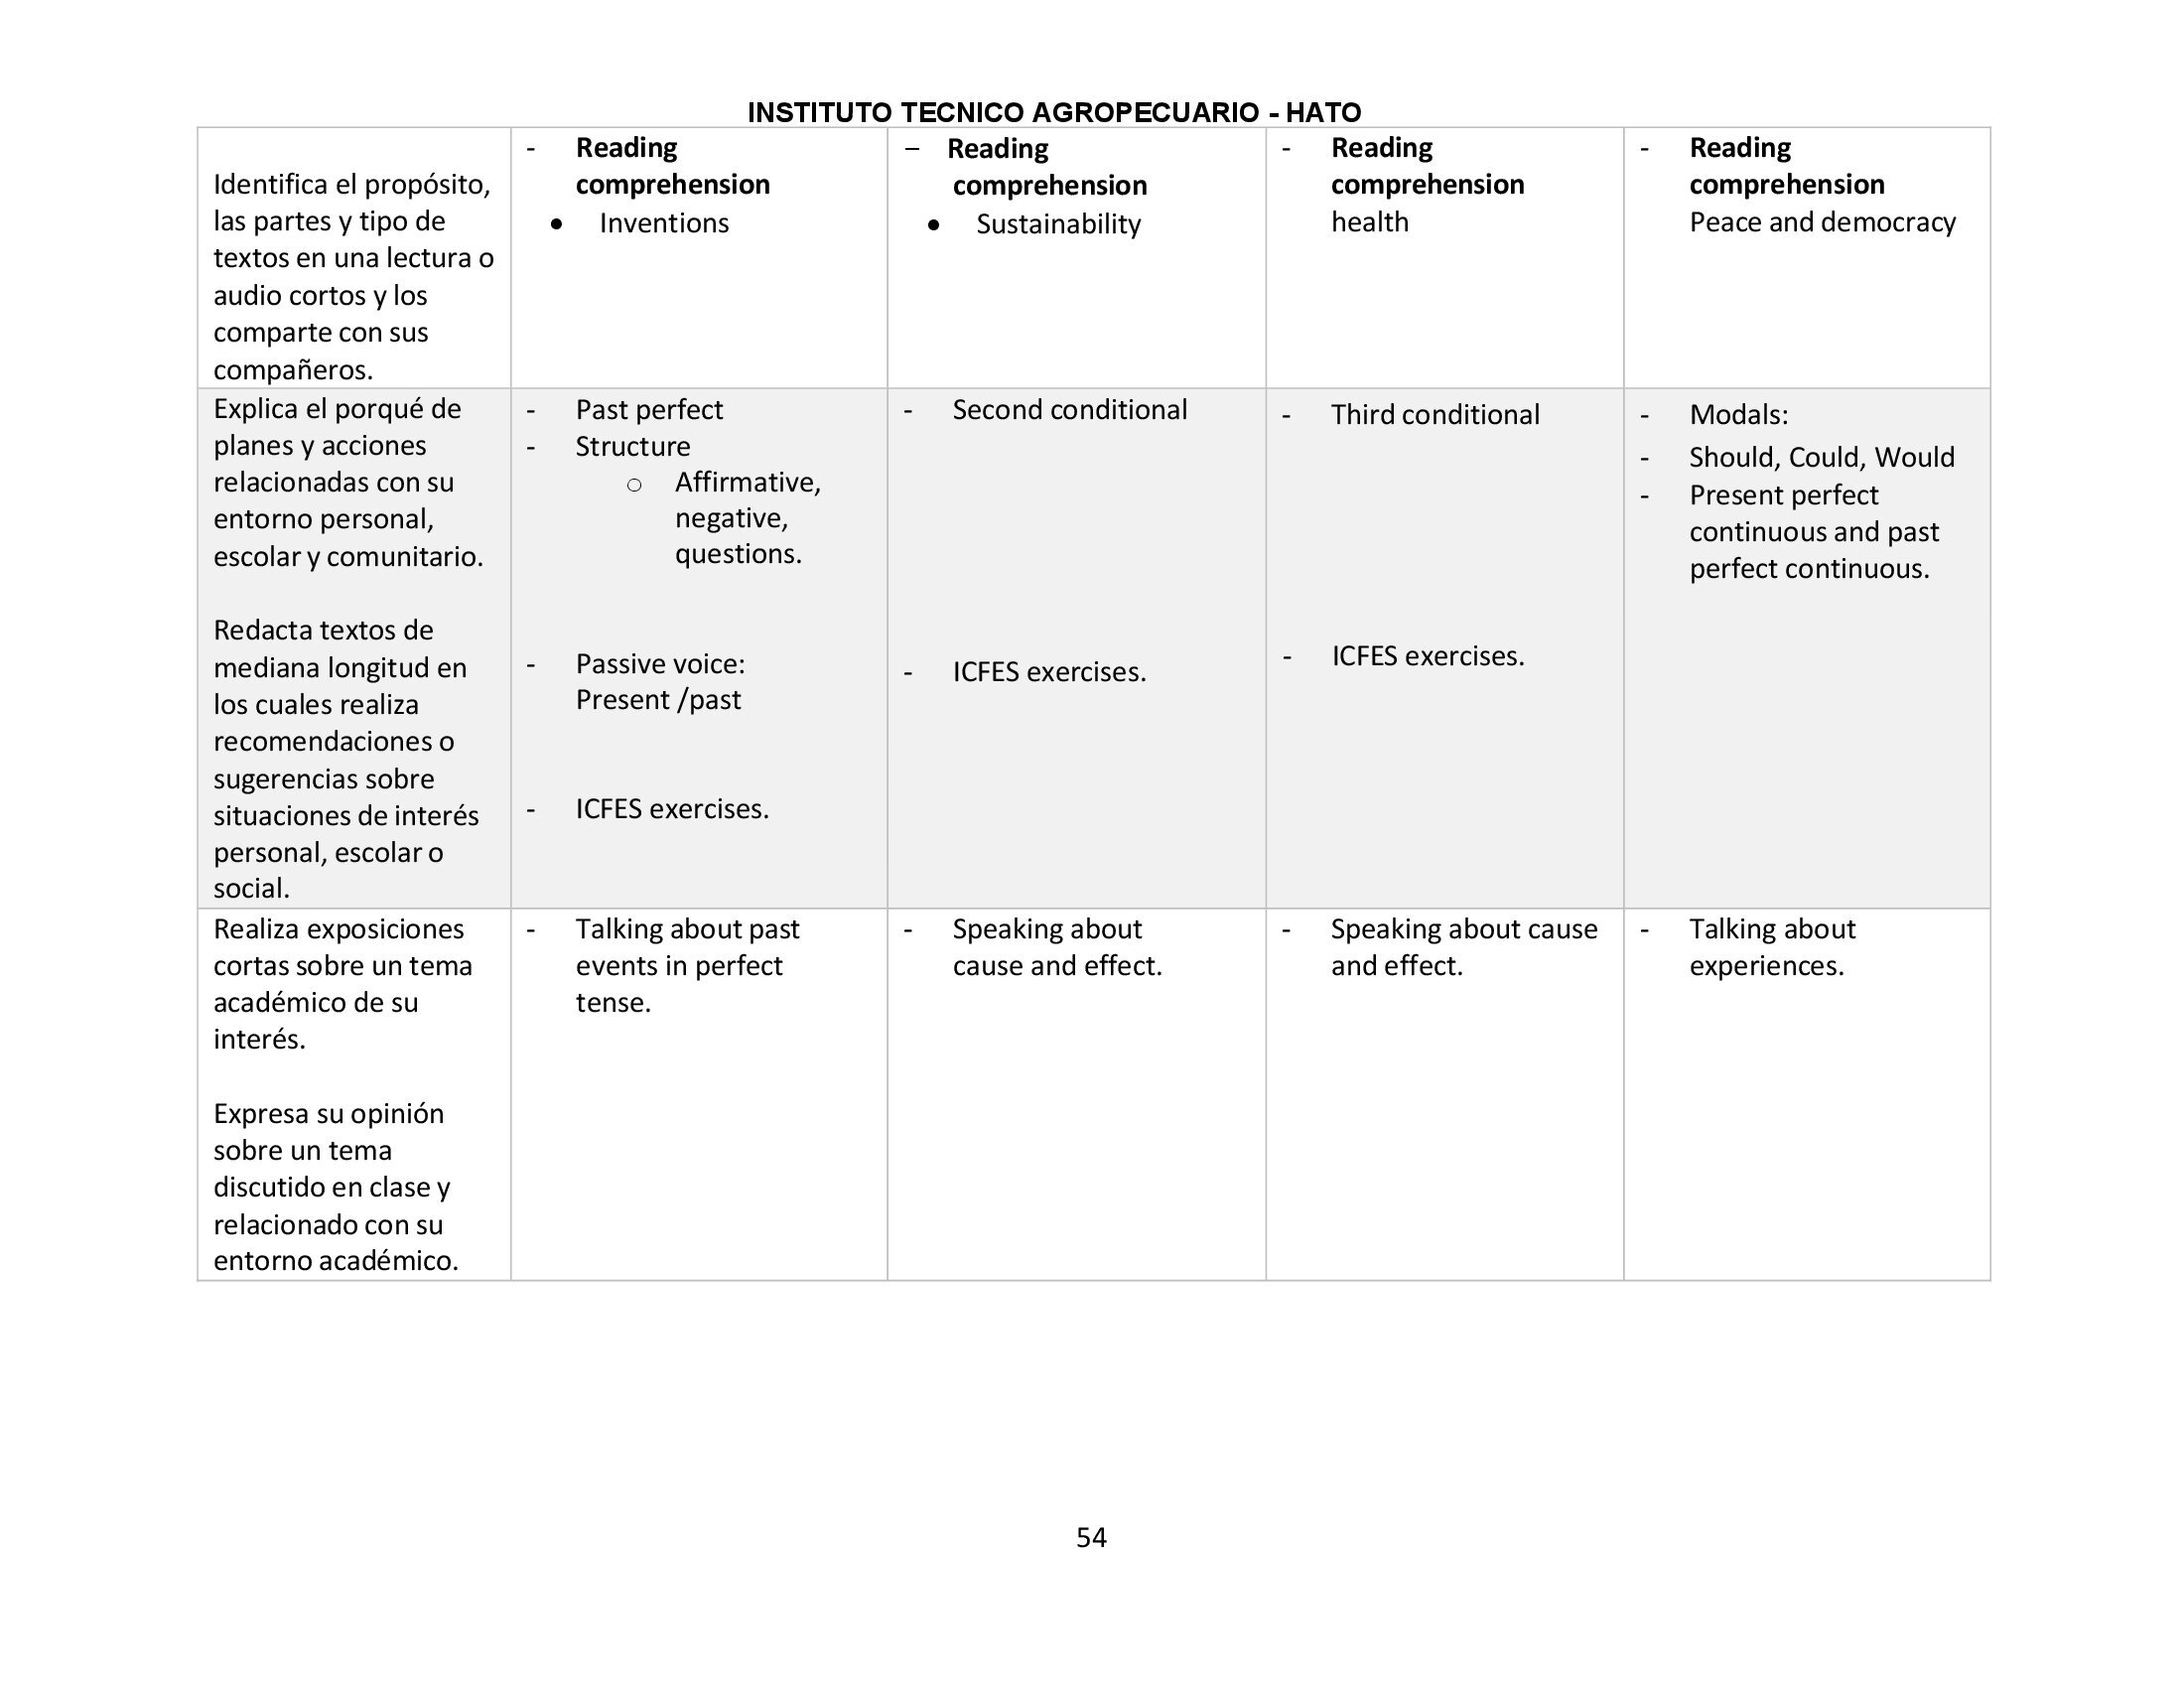 INSTITUTO TECNICO AGROPECUARIO - HATO
Identifica el propósito,
las partes y tipo de
textos en una lectura o
audio cortos y los
comparte con sus
compañeros.
- Reading
comprehension
• Inventions
– Reading
comprehension
• Sustainability
- Reading
comprehension
health
- Reading
comprehension
Peace and democracy
Explica el porqué de
planes y acciones
relacionadas con su
entorno personal,
escolar y comunitario.
Redacta textos de
mediana longitud en
los cuales realiza
recomendaciones o
sugerencias sobre
situaciones de interés
personal, escolar o
social.
- Past perfect
- Structure
o Affirmative,
negative,
questions.
- Passive voice:
Present /past
- ICFES exercises.
- Second conditional
- ICFES exercises.
- Third conditional
- ICFES exercises.
- Modals:
- Should, Could, Would
- Present perfect
continuous and past
perfect continuous.
Realiza exposiciones
cortas sobre un tema
académico de su
interés.
Expresa su opinión
sobre un tema
discutido en clase y
relacionado con su
entorno académico.
- Talking about past
events in perfect
tense.
- Speaking about
cause and effect.
- Speaking about cause
and effect.
- Talking about
experiences.
54